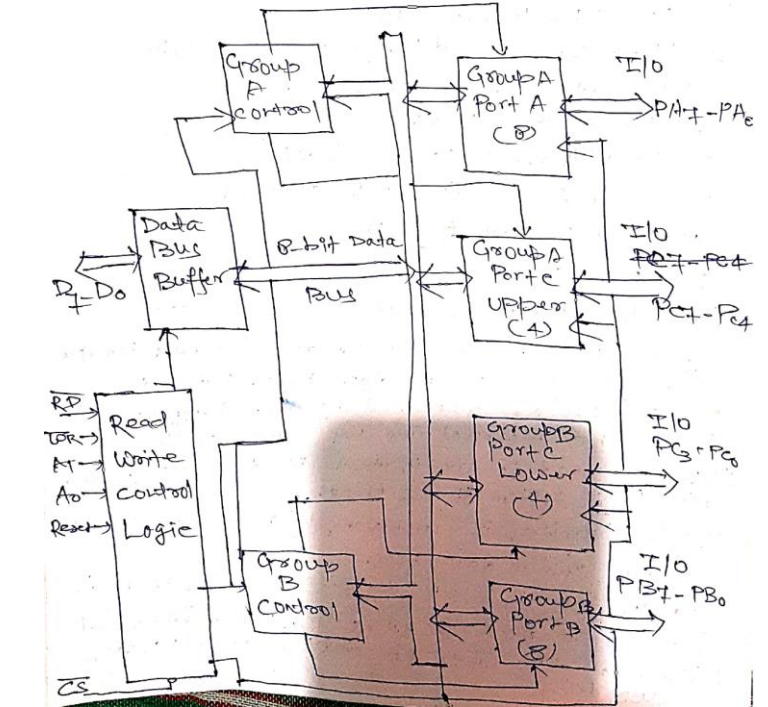 Group
A
control
Group A
Port A
(8)
I/O
PA7-PA0
Data
Bus
Buffer
D7-D0
8-bit Data
Bus
Group A
Port C
upper
(4)
I/O
PC7-PC4
PC7-PC4
RD
Read
Write
control
Logic
A1
A0
Reset
CS
Group B
Port C
Lower
(4)
I/O
PC3-PC0
Group
B
Control
Group B
Port B
(8)
I/O
PB7-PB0